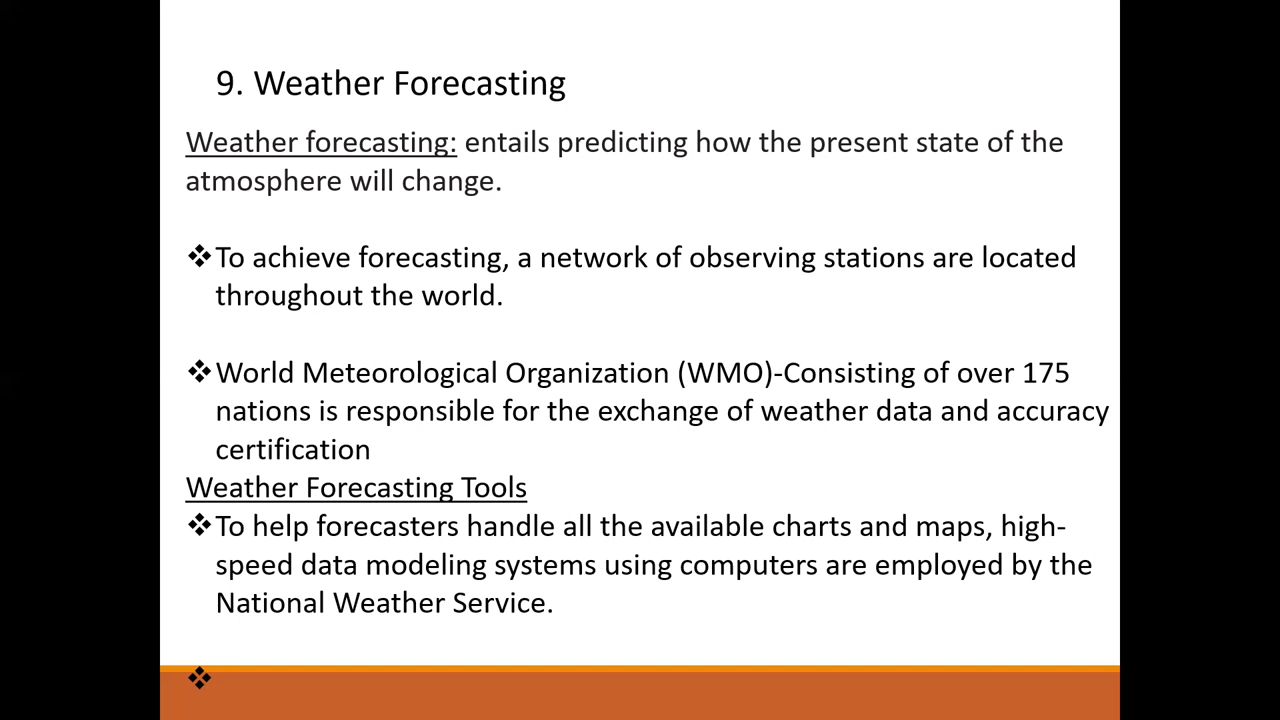 9. Weather Forecasting
Weather forecasting: entails predicting how the present state of the
atmosphere will change.
❖To achieve forecasting, a network of observing stations are located
throughout the world.
❖World Meteorological Organization (WMO)-Consisting of over 175
nations is responsible for the exchange of weather data and accuracy
certification
Weather Forecasting Tools
❖To help forecasters handle all the available charts and maps, high-
speed data modeling systems using computers are employed by the
National Weather Service.
❖